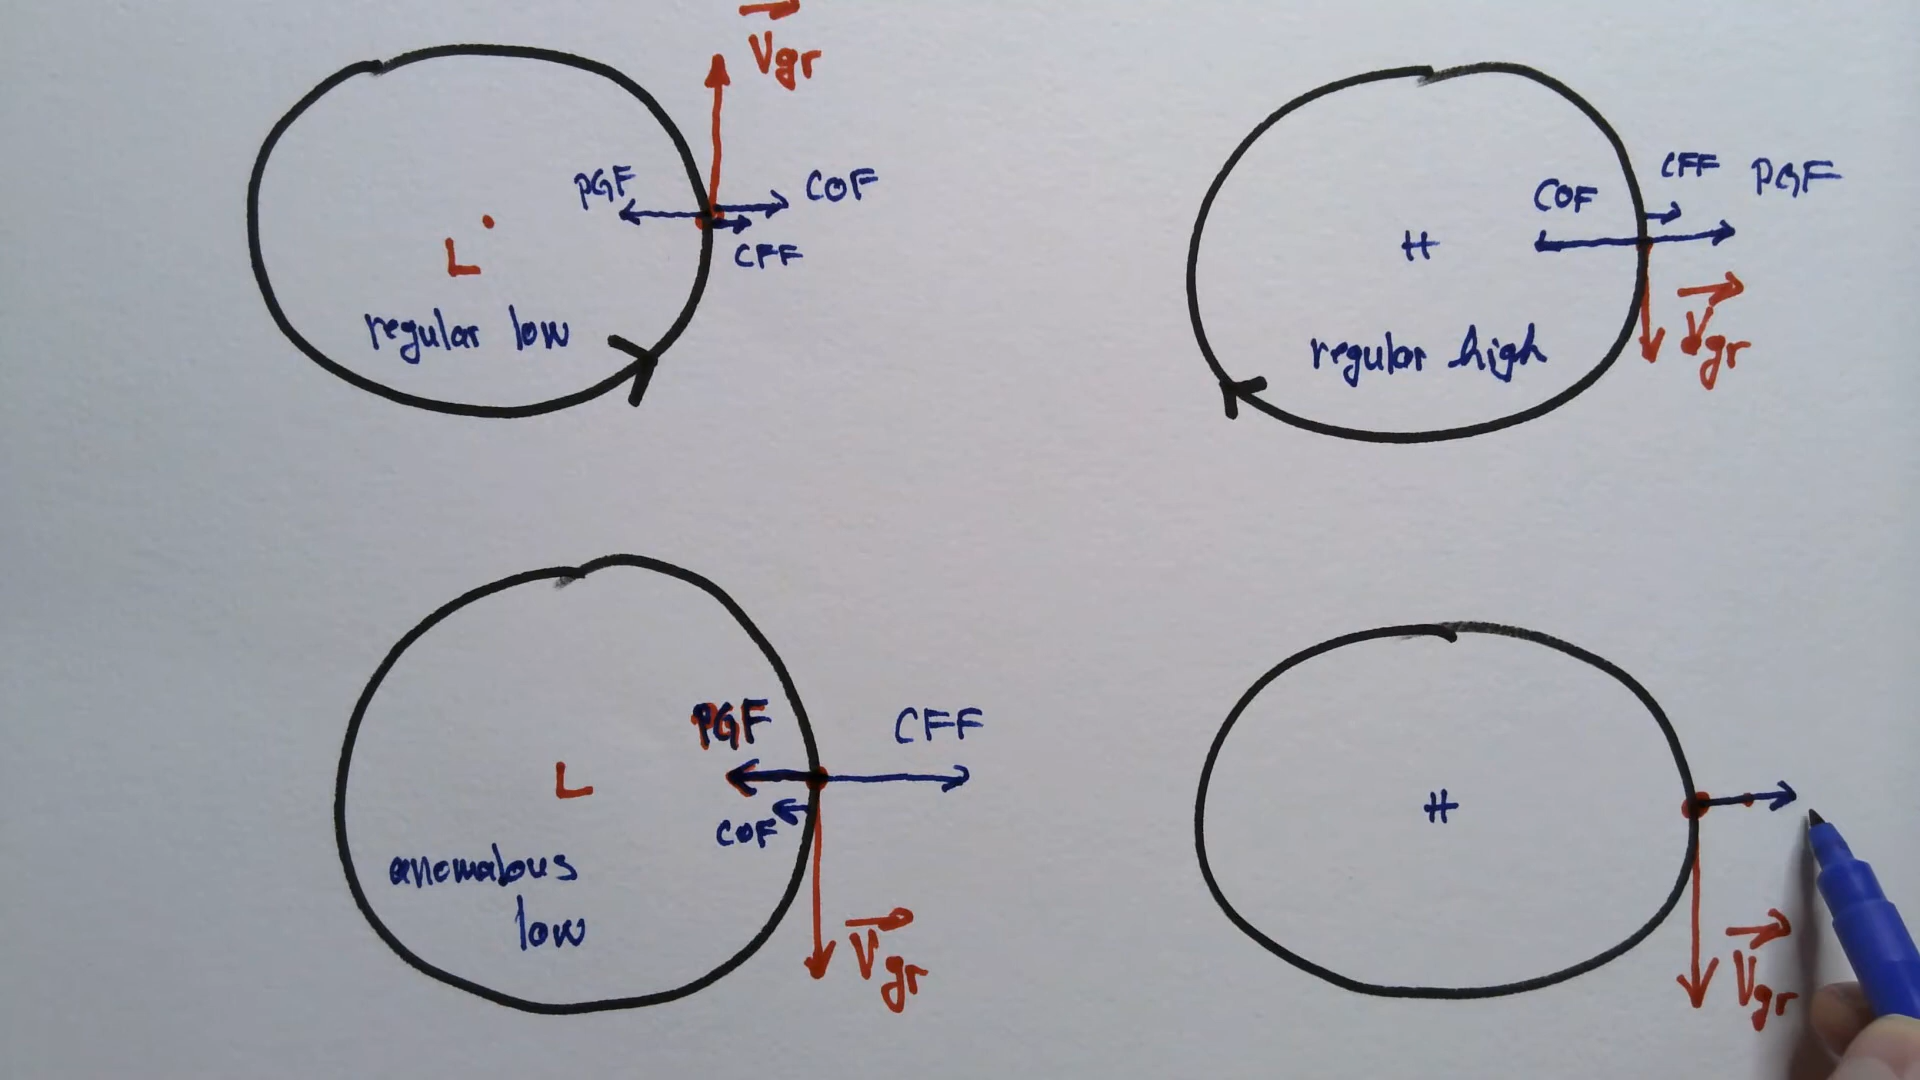 Vgr
PGF
COF
CFF
L
regular low
CFF
PGF
COF
H
Vgr
regular high
PGF
CFF
L
COF
anomalous
low
Vgr
H
Vgr